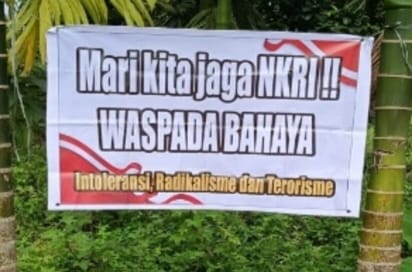 Mari kita jaga NKRI !!
WASPADA BAHAYA
Intoleransi, Radikalisme dan Terorisme